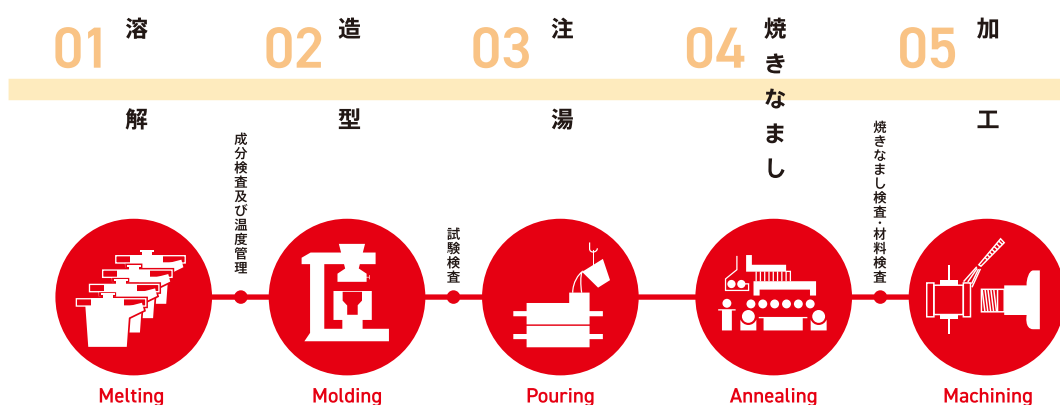 01 溶解
成分検査及び温度管理
Melting
02 造型
試験検査
Molding
03 注湯
Pouring
04 焼きなまし
焼きなまし検査・材料検査
Annealing
05 加工
Machining